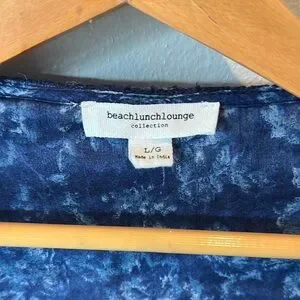 beachlunchlounge
collection
L/G
Made in India